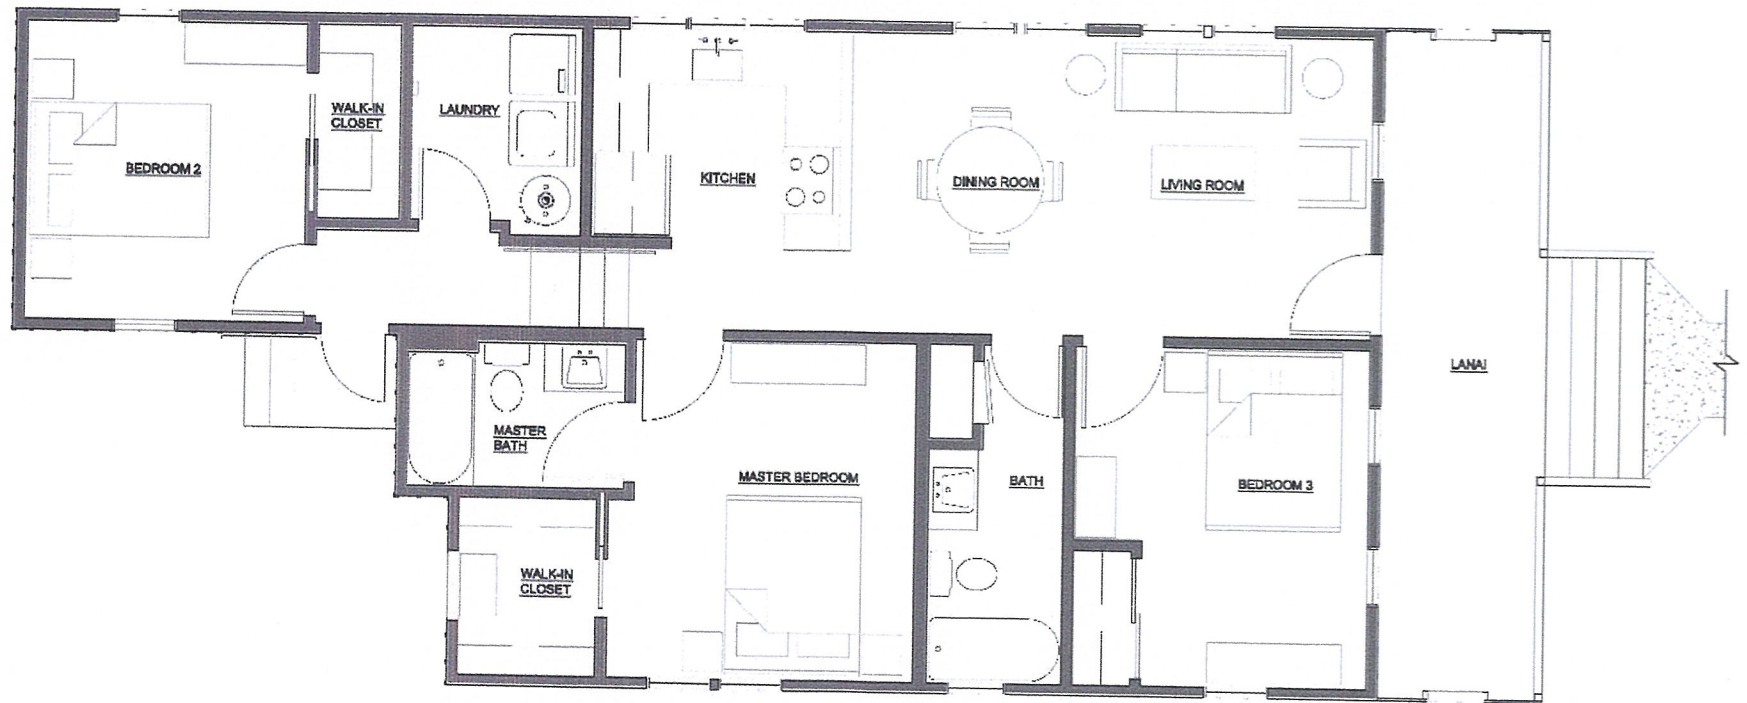 WALK-IN
CLOSET
LAUNDRY
BEDROOM 2
KITCHEN
DINING ROOM
LIVING ROOM
LANAI
MASTER
BATH
MASTER BEDROOM
BATH
BEDROOM 3
WALK-IN
CLOSET